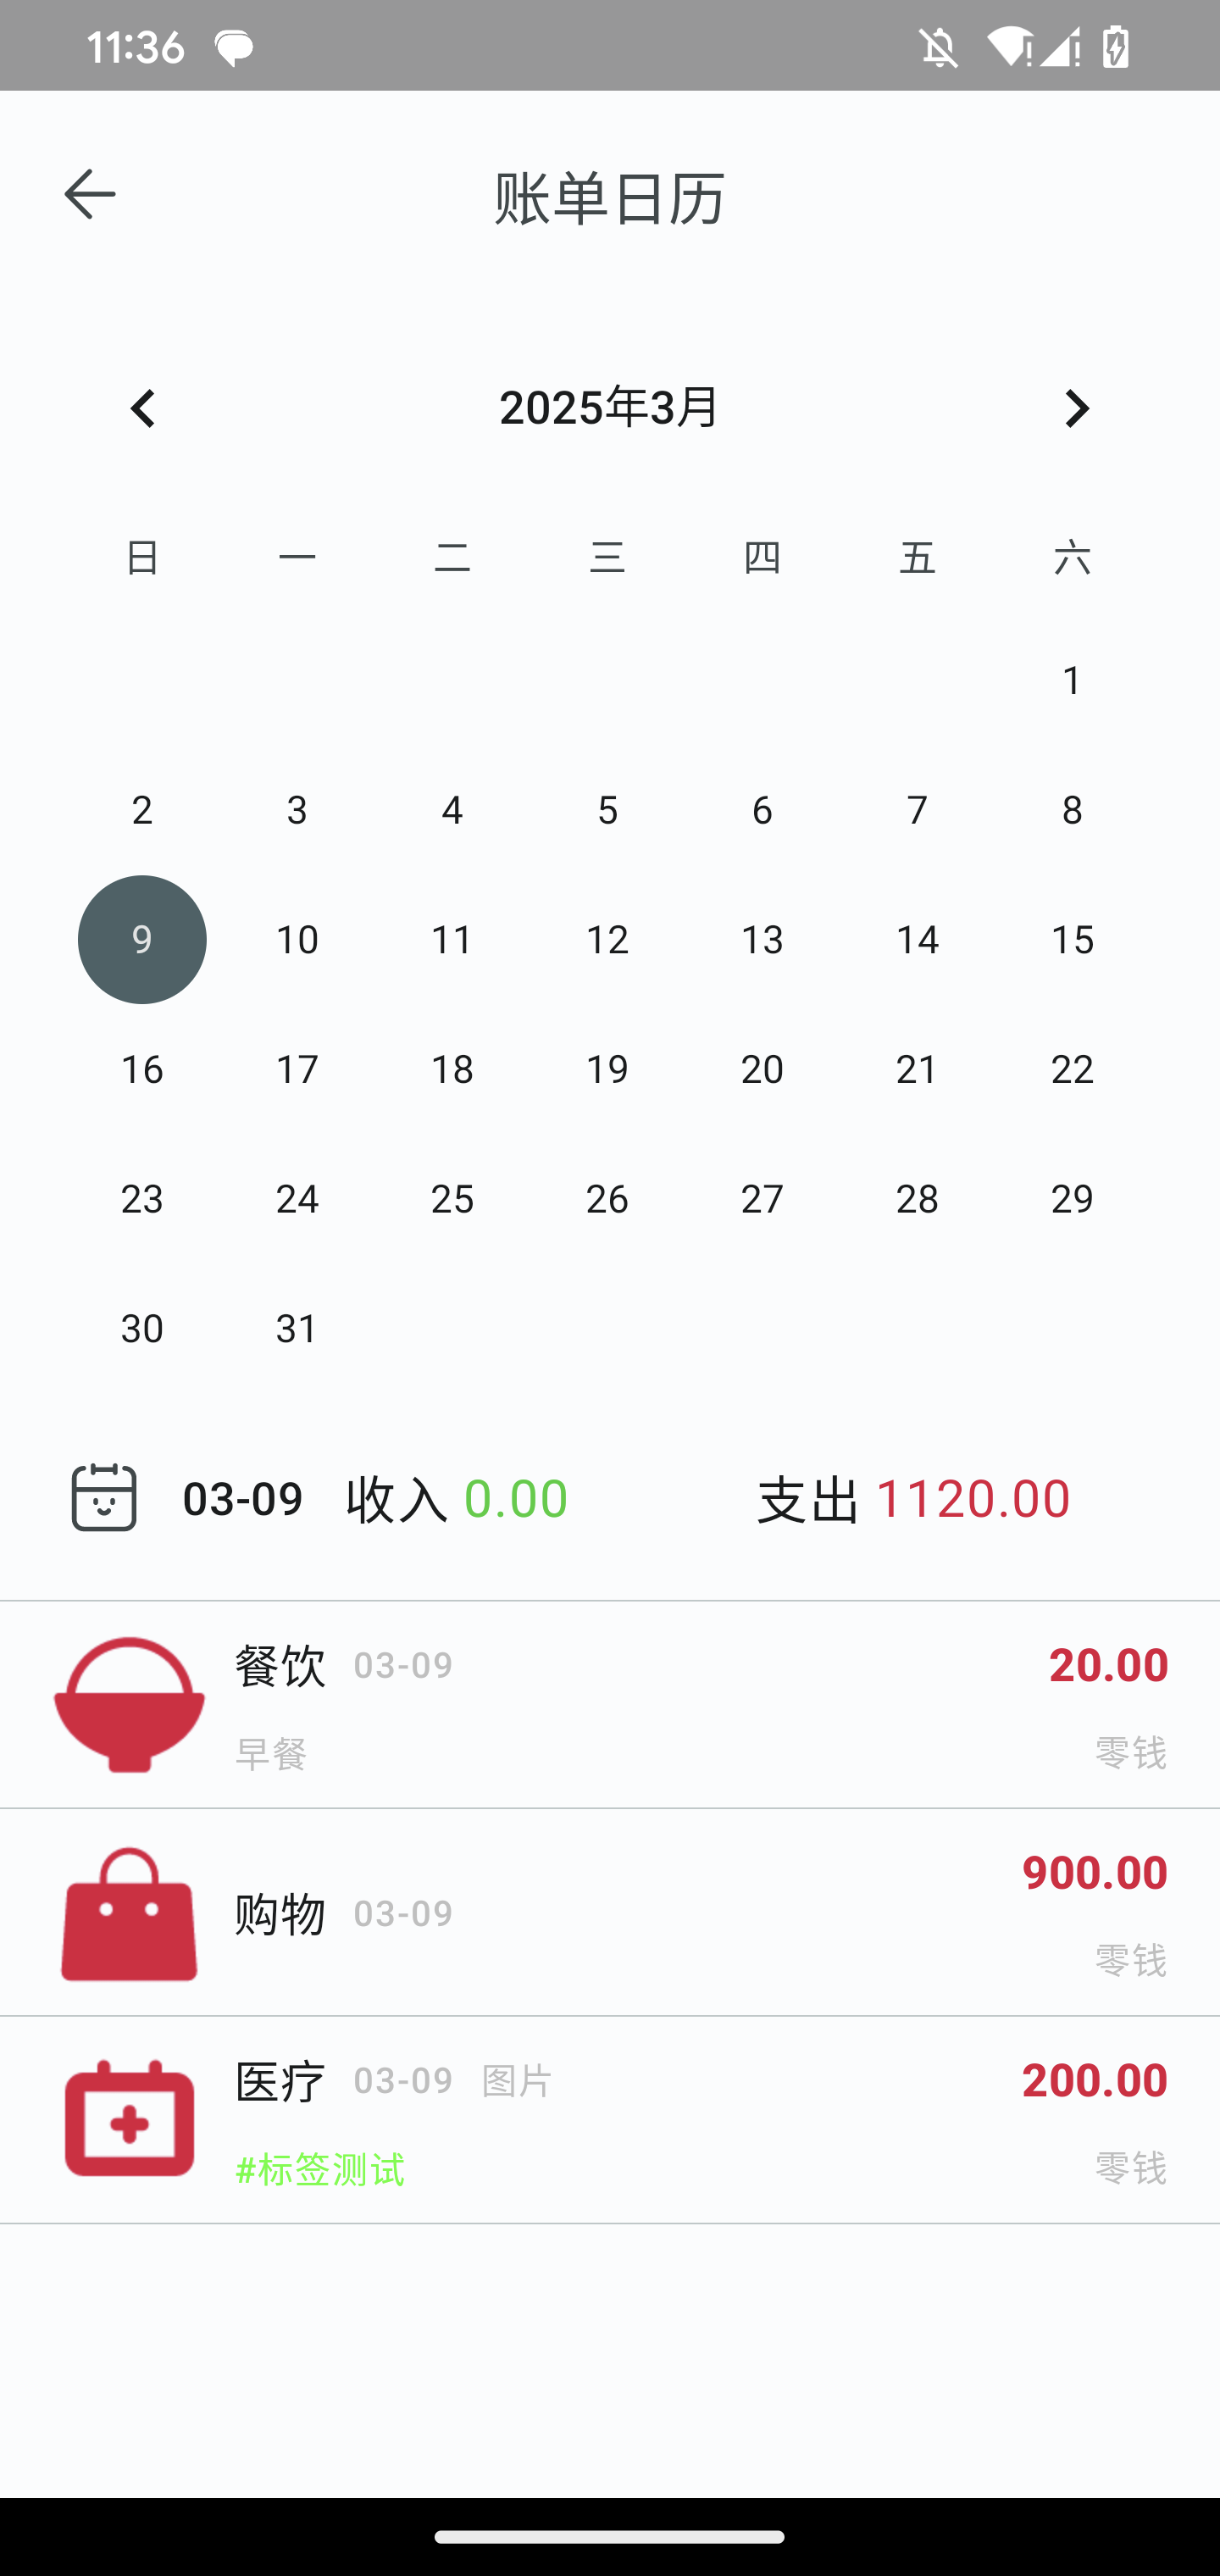 11:36
账单日历
2025年3月
日 一 二 三 四 五 六
1
2 3 4 5 6 7 8
9 10 11 12 13 14 15
16 17 18 19 20 21 22
23 24 25 26 27 28 29
30 31
03-09 收入 0.00 支出 1120.00
餐饮 03-09 20.00
早餐 零钱
购物 03-09 900.00
零钱
医疗 03-09 图片 200.00
#标签测试 零钱